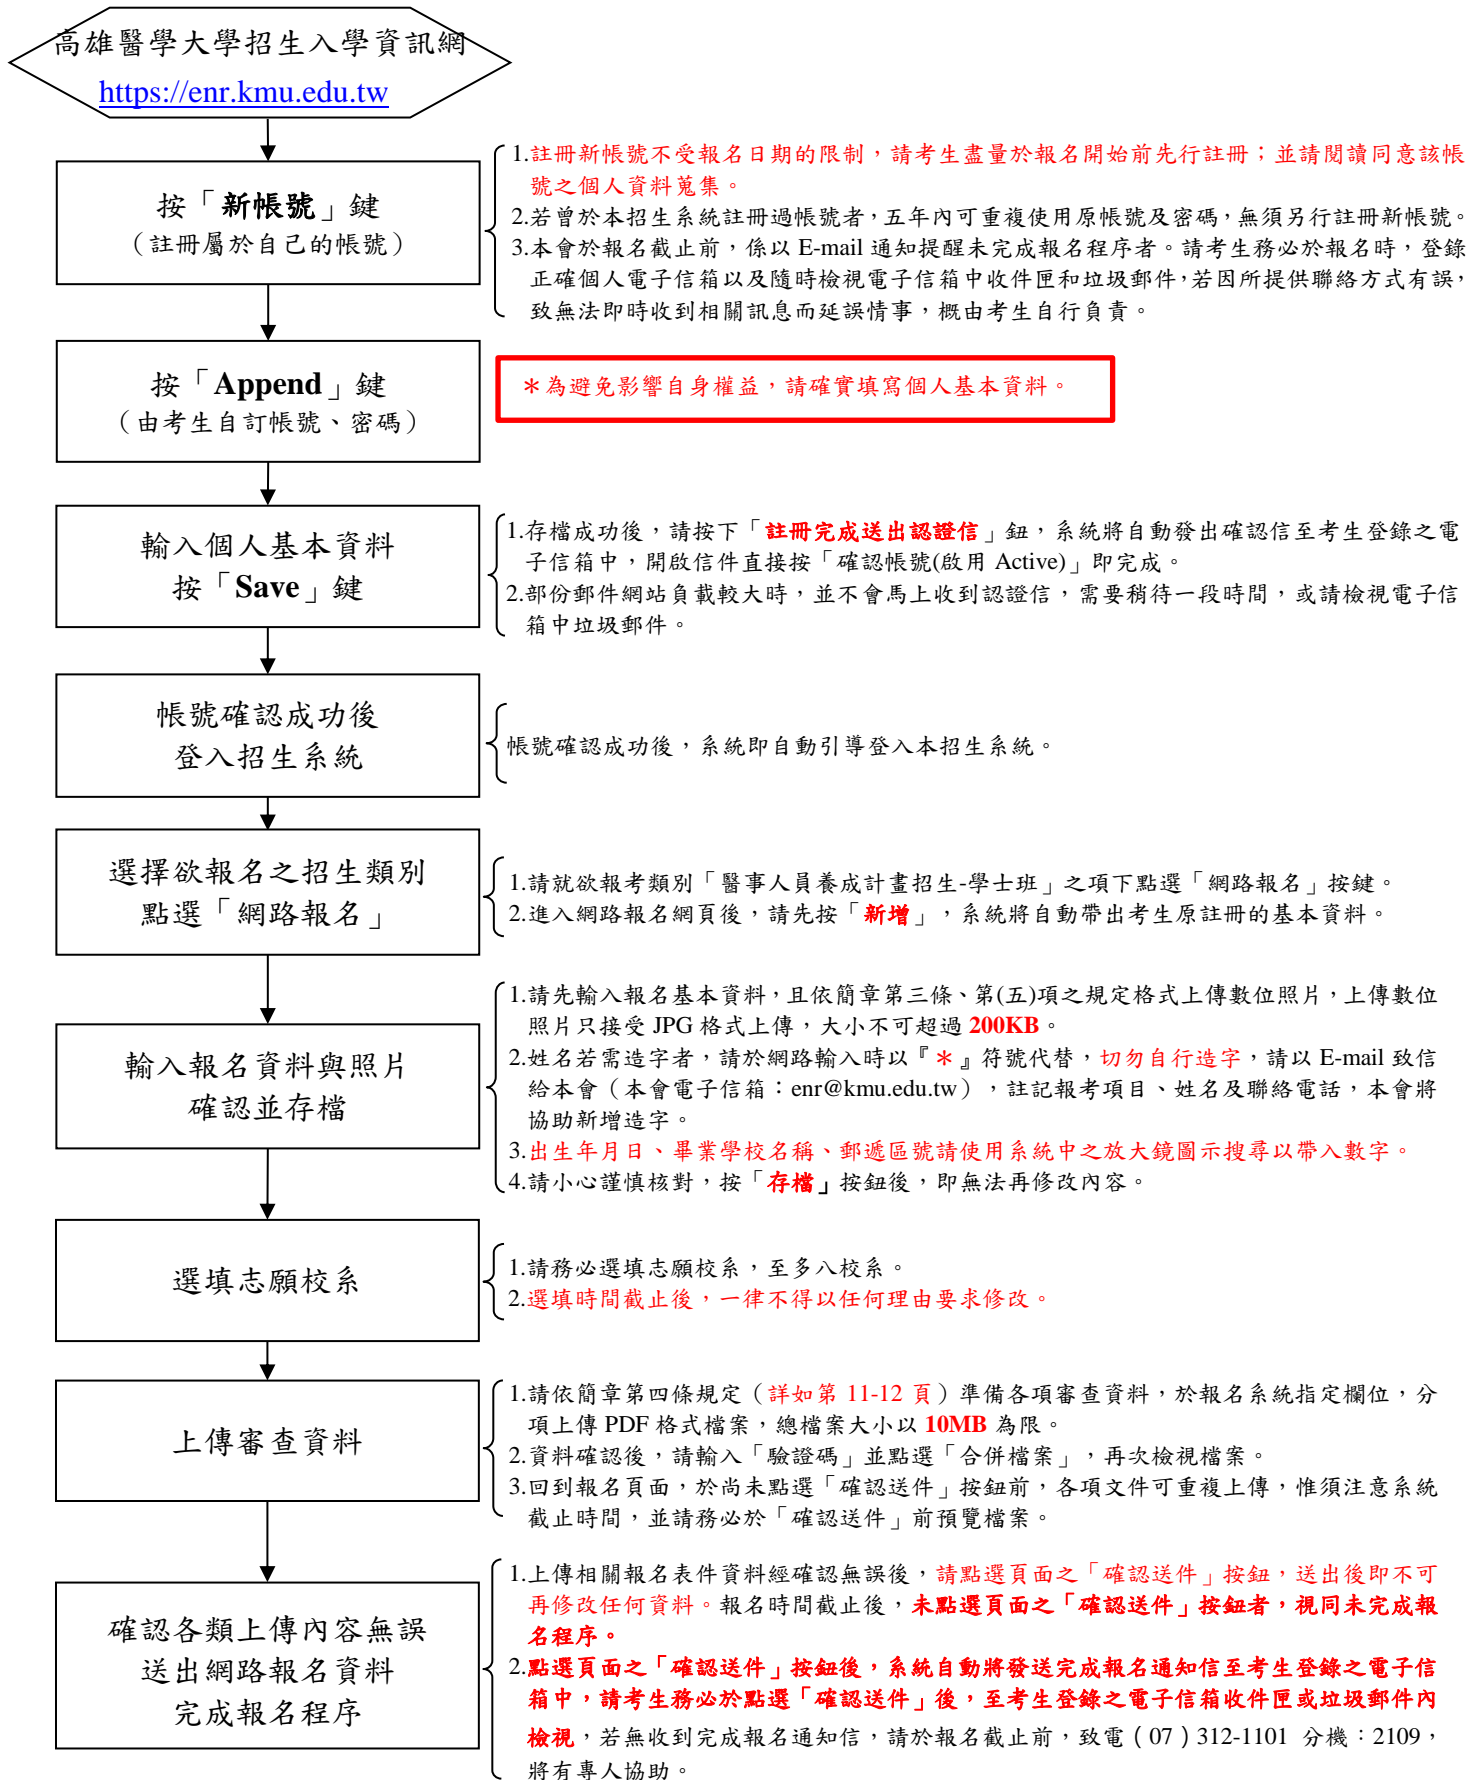 高雄醫學大學招生入學資訊網
https://enr.kmu.edu.tw
按「新帳號」鍵
（註冊屬於自己的帳號）
1.註冊新帳號不受報名日期的限制，請考生盡量於報名開始前先行註冊；並請閱讀同意該帳
號之個人資料蒐集。
2.若曾於本招生系統註冊過帳號者，五年內可重複使用原帳號及密碼，無須另行註冊新帳號。
3.本會於報名截止前，係以 E-mail 通知提醒未完成報名程序者。請考生務必於報名時，登錄
正確個人電子信箱以及隨時檢視電子信箱中收件匣和垃圾郵件，若因所提供聯絡方式有誤，
致無法即時收到相關訊息而延誤情事，概由考生自行負責。
按「Append」鍵
（由考生自訂帳號、密碼）
＊為避免影響自身權益，請確實填寫個人基本資料。
輸入個人基本資料
按「Save」鍵
1.存檔成功後，請按下「註冊完成送出認證信」鈕，系統將自動發出確認信至考生登錄之電
子信箱中，開啟信件直接按「確認帳號(啟用 Active)」即完成。
2.部份郵件網站負載較大時，並不會馬上收到認證信，需要稍待一段時間，或請檢視電子信
箱中垃圾郵件。
帳號確認成功後
登入招生系統
帳號確認成功後，系統即自動引導登入本招生系統。
選擇欲報名之招生類別
點選「網路報名」
1.請就欲報考類別「醫事人員養成計畫招生-學士班」之項下點選「網路報名」按鍵。
2.進入網路報名網頁後，請先按「新增」，系統將自動帶出考生原註冊的基本資料。
輸入報名資料與照片
確認並存檔
1.請先輸入報名基本資料，且依簡章第三條、第(五)項之規定格式上傳數位照片，上傳數位
照片只接受 JPG 格式上傳，大小不可超過 200KB。
2.姓名若需造字者，請於網路輸入時以『＊』符號代替，切勿自行造字，請以 E-mail 致信
給本會（本會電子信箱：enr@kmu.edu.tw），註記報考項目、姓名及聯絡電話，本會將
協助新增造字。
3.出生年月日、畢業學校名稱、郵遞區號請使用系統中之放大鏡圖示搜尋以帶入數字。
4.請小心謹慎核對，按「存檔」按鈕後，即無法再修改內容。
選填志願校系
1.請務必選填志願校系，至多八校系。
2.選填時間截止後，一律不得以任何理由要求修改。
上傳審查資料
1.請依簡章第四條規定（詳如第 11-12 頁）準備各項審查資料，於報名系統指定欄位，分
項上傳 PDF 格式檔案，總檔案大小以 10MB 為限。
2.資料確認後，請輸入「驗證碼」並點選「合併檔案」，再次檢視檔案。
3.回到報名頁面，於尚未點選「確認送件」按鈕前，各項文件可重複上傳，惟須注意系統
截止時間，並請務必於「確認送件」前預覽檔案。
確認各類上傳內容無誤
送出網路報名資料
完成報名程序
1.上傳相關報名表件資料經確認無誤後，請點選頁面之「確認送件」按鈕，送出後即不可
再修改任何資料。報名時間截止後，未點選頁面之「確認送件」按鈕者，視同未完成報
名程序。
2.點選頁面之「確認送件」按鈕後，系統自動將發送完成報名通知信至考生登錄之電子信
箱中，請考生務必於點選「確認送件」後，至考生登錄之電子信箱收件匣或垃圾郵件內
檢視，若無收到完成報名通知信，請於報名截止前，致電（07）312-1101 分機：2109，
將有專人協助。